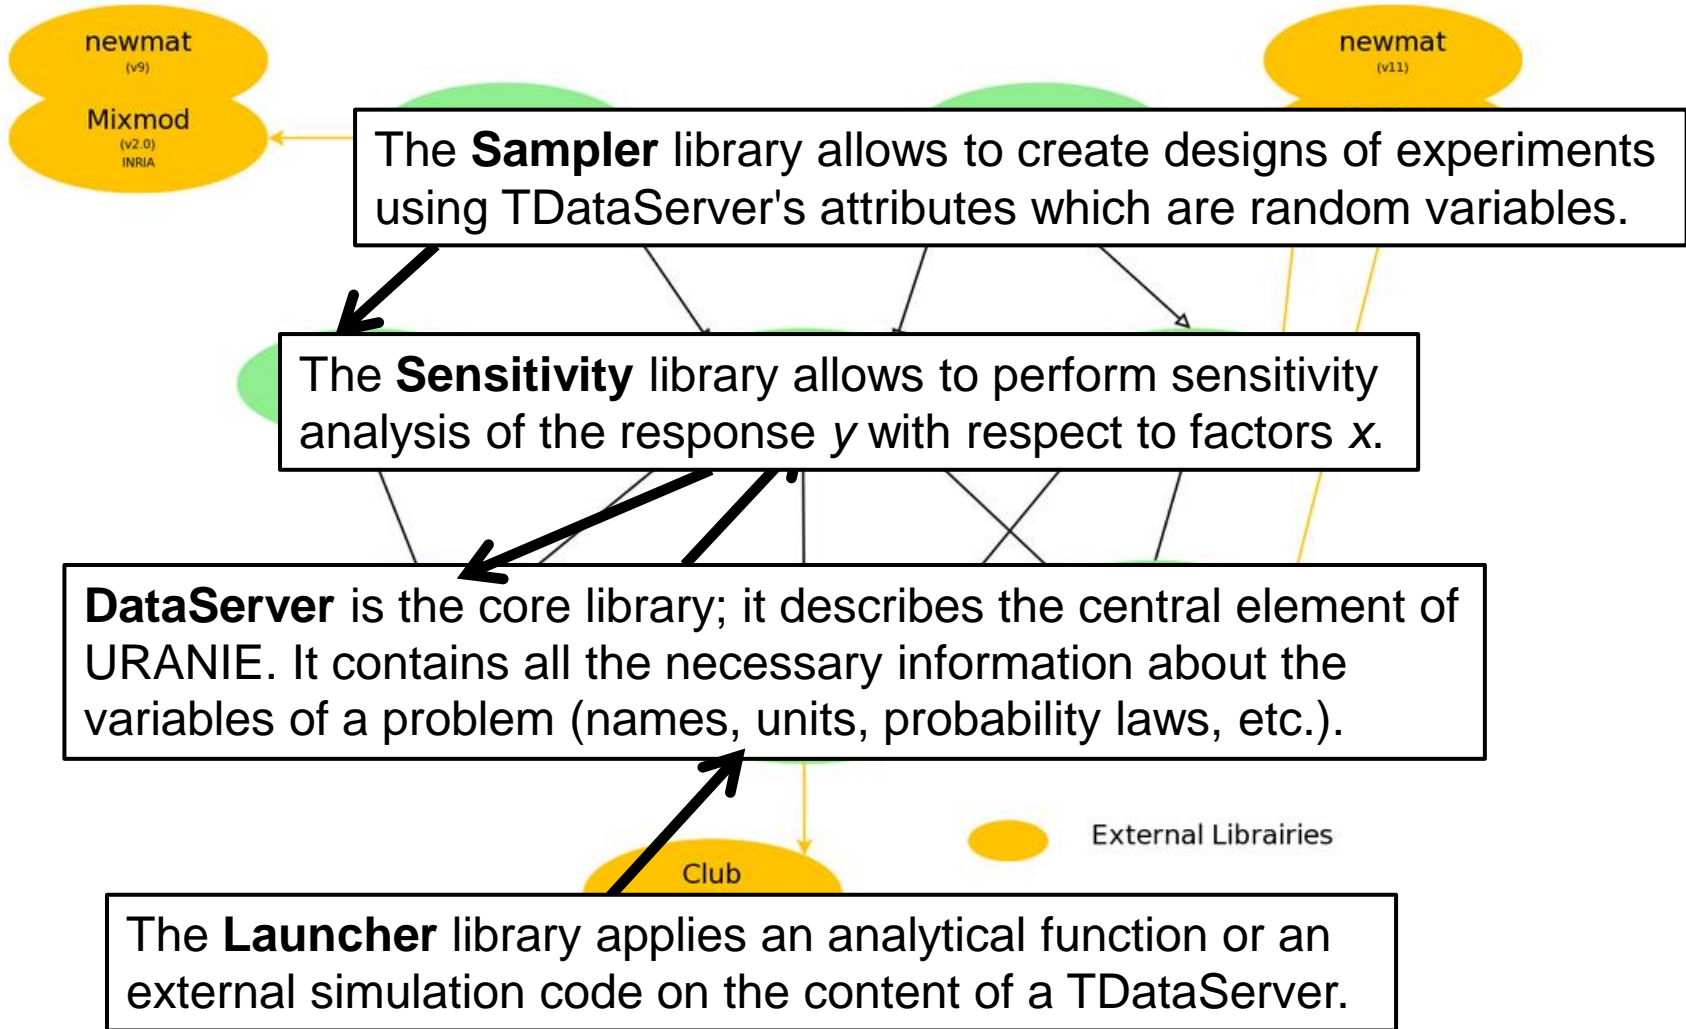 newmat
(v9)
Mixmod
(v2.0)
INRIA
newmat
(v11)
The Sampler library allows to create designs of experiments
using TDataServer's attributes which are random variables.
The Sensitivity library allows to perform sensitivity
analysis of the response y with respect to factors x.
DataServer is the core library; it describes the central element of
URANIE. It contains all the necessary information about the
variables of a problem (names, units, probability laws, etc.).
External Librairies
Club
The Launcher library applies an analytical function or an
external simulation code on the content of a TDataServer.